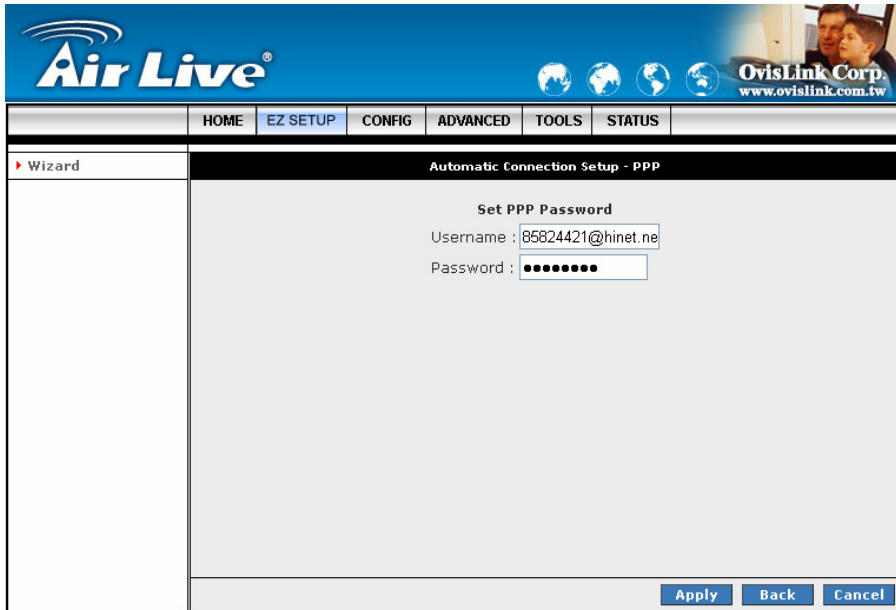 Air Live®
OvisLink Corp.
www.ovislink.com.tw
HOME EZ SETUP CONFIG ADVANCED TOOLS STATUS
Wizard
Automatic Connection Setup - PPP
Set PPP Password
Username : 85824421@hinet.ne
Password : ●●●●●●●●
Apply Back Cancel